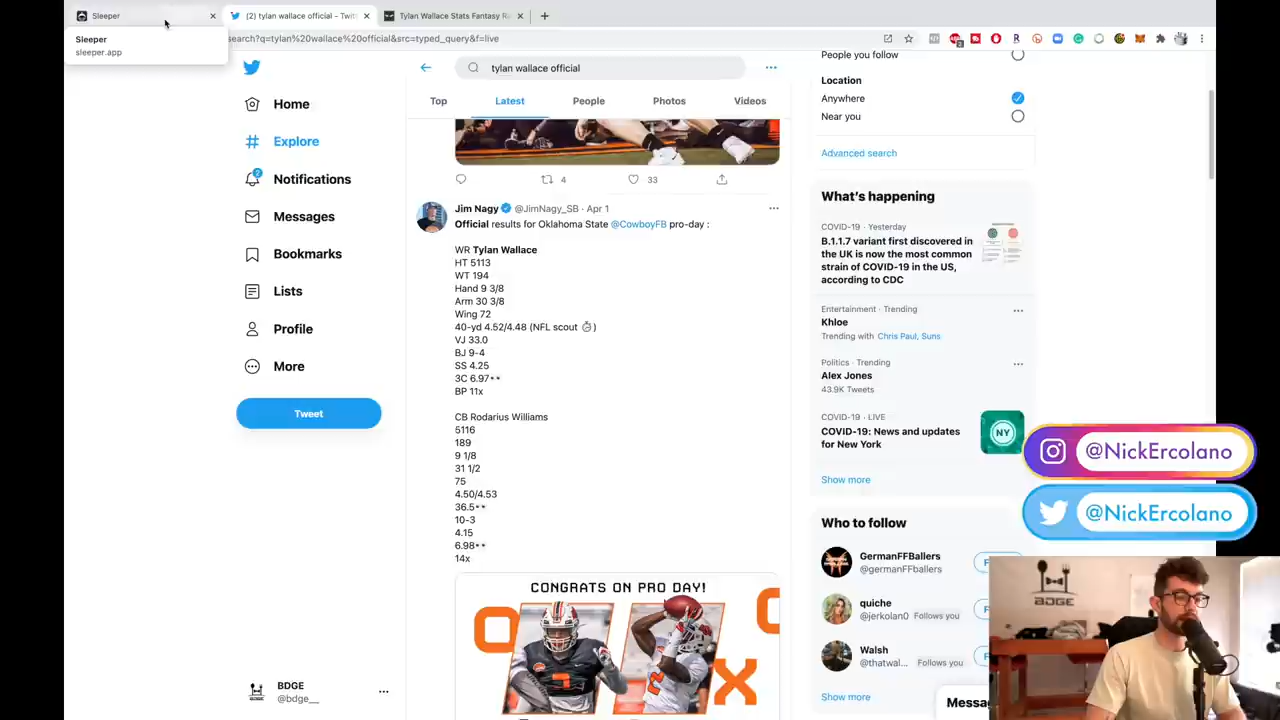 Sleeper
(2) tylan wallace official – Twit
Tylan Wallace Stats Fantasy Ra
Sleeper
sleeper.app
search?q=tylan%20wallace%20official&src=typed_query&f=live
tylan wallace official
Top
Latest
People
Photos
Videos
Home
Explore
2
Notifications
Messages
Bookmarks
Lists
Profile
More
Tweet
BDGE
@bdge__
4
33
Jim Nagy @JimNagy_SB · Apr 1
Official results for Oklahoma State @CowboyFB pro-day :
WR Tylan Wallace
HT 5113
WT 194
Hand 9 3/8
Arm 30 3/8
Wing 72
40-yd 4.52/4.48 (NFL scout ⏱)
VJ 33.0
BJ 9-4
SS 4.25
3C 6.97👀
BP 11x
CB Rodarius Williams
5116
189
9 1/8
31 1/2
75
4.50/4.53
36.5👀
10-3
4.15
6.98👀
14x
CONGRATS ON PRO DAY!
People you follow
Location
Anywhere
Near you
Advanced search
What's happening
COVID-19 · Yesterday
B.1.1.7 variant first discovered in
the UK is now the most common
strain of COVID-19 in the US,
according to CDC
Entertainment · Trending
Khloe
Trending with Chris Paul, Suns
Politics · Trending
Alex Jones
43.9K Tweets
COVID-19 · LIVE
COVID-19: News and updates
for New York
NY
Show more
Who to follow
GermanFFBallers
@germanFFballers
quiche
@jerkolan0 Follows you
Walsh
@thatwal... Follows you
Show more
Messa
@NickErcolano
@NickErcolano
BDGE